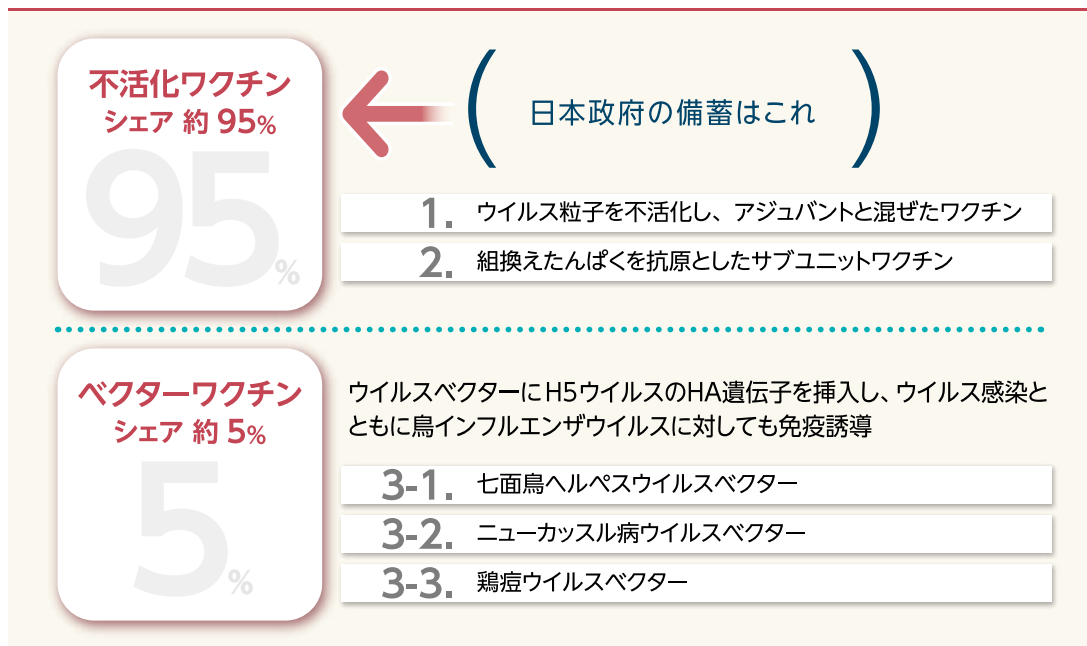 不活化ワクチン
シェア 約 95%
95%
日本政府の備蓄はこれ
1. ウイルス粒子を不活化し、アジュバントと混ぜたワクチン
2. 組換えたんぱくを抗原としたサブユニットワクチン
ベクターワクチン
シェア 約 5%
5%
ウイルスベクターにH5ウイルスのHA遺伝子を挿入し、ウイルス感染と
ともに鳥インフルエンザウイルスに対しても免疫誘導
3-1. 七面鳥ヘルペスウイルスベクター
3-2. ニューカッスル病ウイルスベクター
3-3. 鶏痘ウイルスベクター